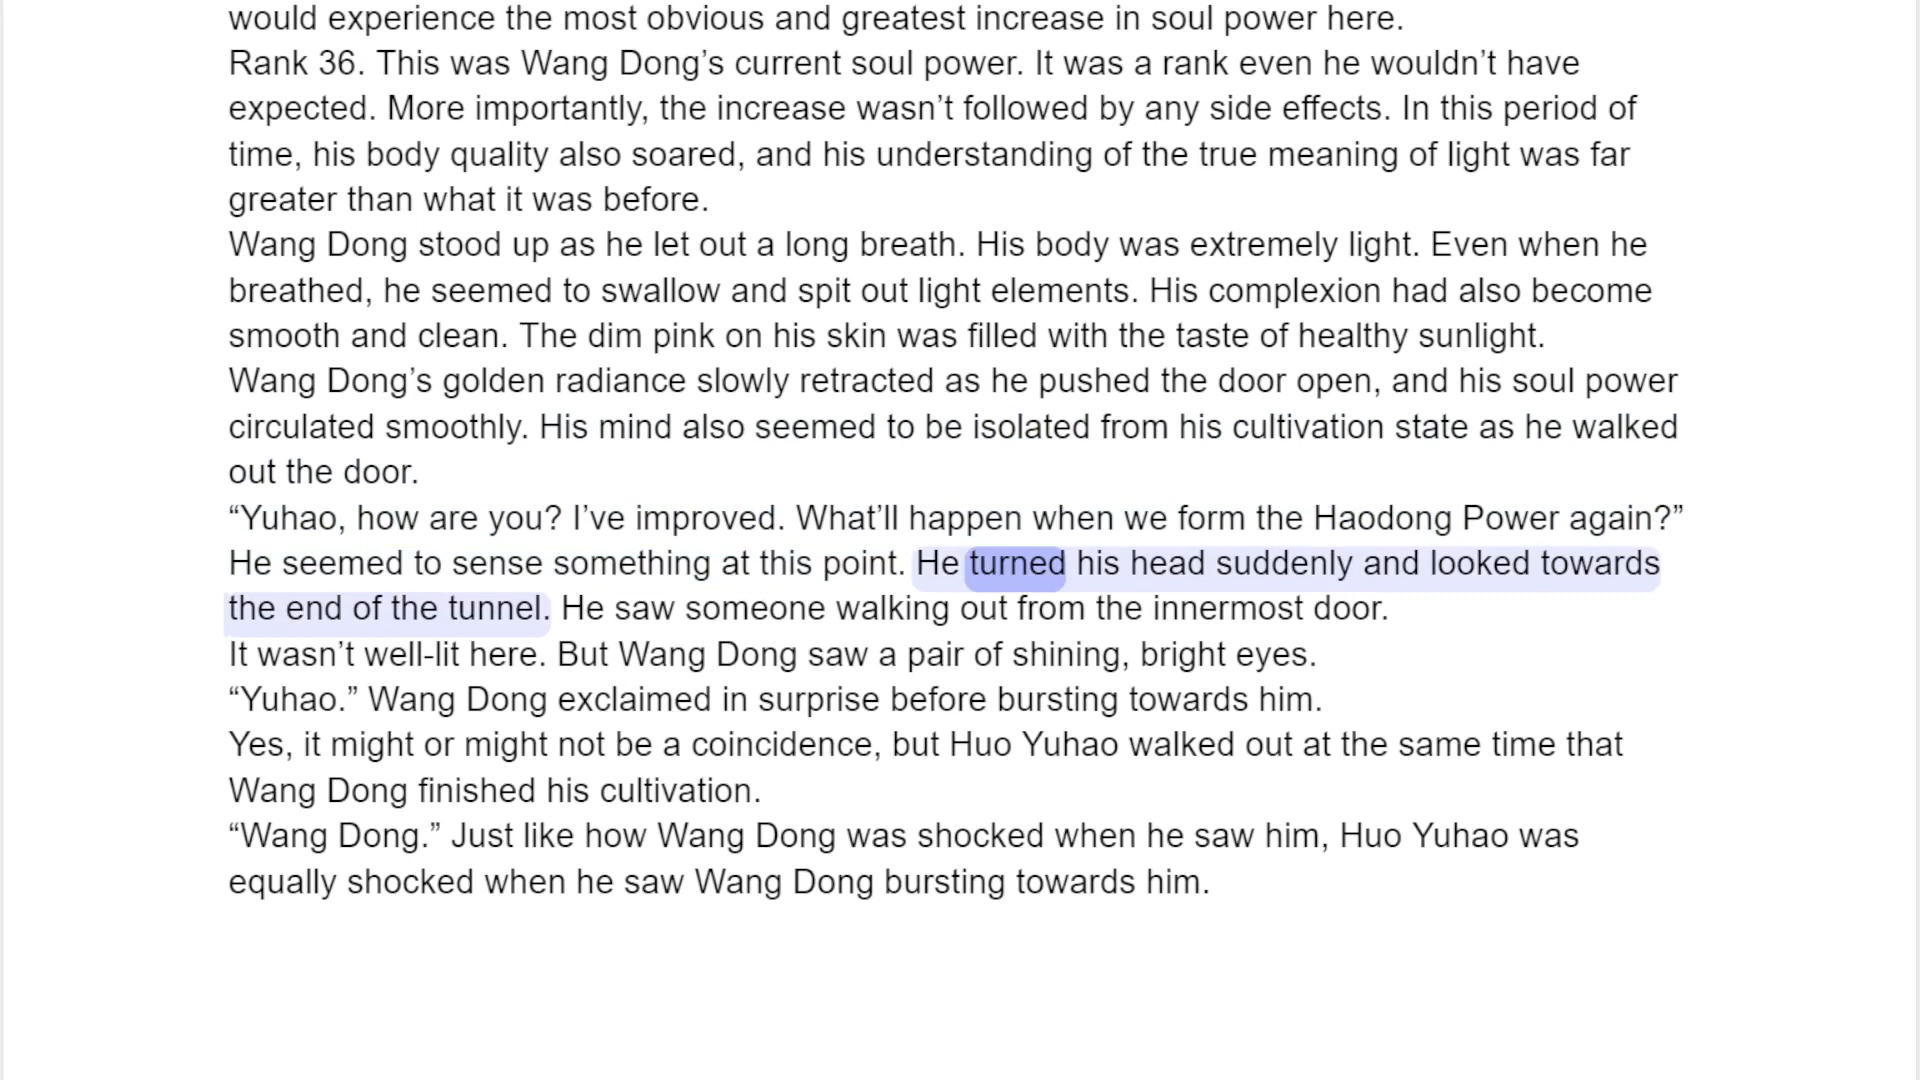 would experience the most obvious and greatest increase in soul power here.
Rank 36. This was Wang Dong’s current soul power. It was a rank even he wouldn’t have
expected. More importantly, the increase wasn’t followed by any side effects. In this period of
time, his body quality also soared, and his understanding of the true meaning of light was far
greater than what it was before.
Wang Dong stood up as he let out a long breath. His body was extremely light. Even when he
breathed, he seemed to swallow and spit out light elements. His complexion had also become
smooth and clean. The dim pink on his skin was filled with the taste of healthy sunlight.
Wang Dong’s golden radiance slowly retracted as he pushed the door open, and his soul power
circulated smoothly. His mind also seemed to be isolated from his cultivation state as he walked
out the door.
“Yuhao, how are you? I’ve improved. What’ll happen when we form the Haodong Power again?”
He seemed to sense something at this point. He turned his head suddenly and looked towards
the end of the tunnel. He saw someone walking out from the innermost door.
It wasn’t well-lit here. But Wang Dong saw a pair of shining, bright eyes.
“Yuhao.” Wang Dong exclaimed in surprise before bursting towards him.
Yes, it might or might not be a coincidence, but Huo Yuhao walked out at the same time that
Wang Dong finished his cultivation.
“Wang Dong.” Just like how Wang Dong was shocked when he saw him, Huo Yuhao was
equally shocked when he saw Wang Dong bursting towards him.